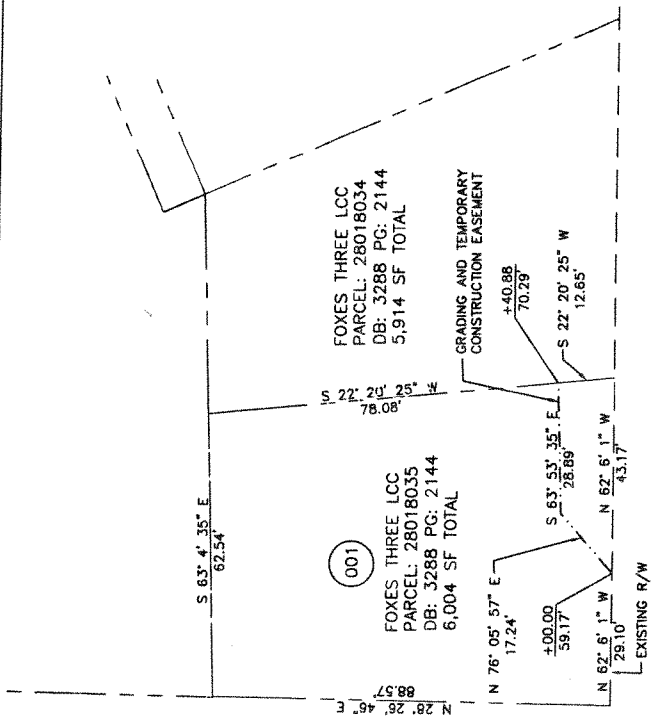 S 63° 4' 35" E
62.54'
FOXES THREE LCC
PARCEL: 28018034
DB: 3288 PG: 2144
5,914 SF TOTAL
GRADING AND TEMPORARY
CONSTRUCTION EASEMENT
S 22° 20' 25" W
78.08'
+40.88
70.29'
S 22° 20' 25" W
12.65'
001
FOXES THREE LCC
PARCEL: 28018035
DB: 3288 PG: 2144
6,004 SF TOTAL
S 63° 53' 35" E
28.89'
N 76° 05' 57" E
17.24'
+00.00
59.17'
N 28° 26' 46" E
88.57'
N 62° 6' 1" W
29.10'
N 62° 6' 1" W
43.17'
EXISTING R/W